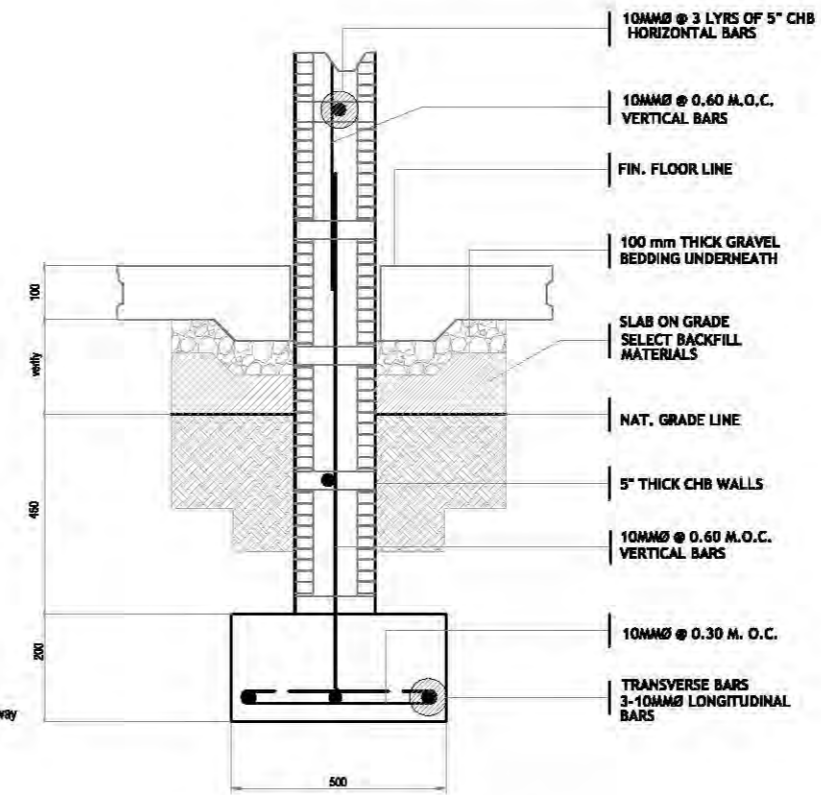 10MMØ @ 3 LYRS OF 5" CHB
HORIZONTAL BARS
10MMØ @ 0.60 M.O.C.
VERTICAL BARS
FIN. FLOOR LINE
100 mm THICK GRAVEL
BEDDING UNDERNEATH
SLAB ON GRADE
SELECT BACKFILL
MATERIALS
NAT. GRADE LINE
5" THICK CHB WALLS
10MMØ @ 0.60 M.O.C.
VERTICAL BARS
10MMØ @ 0.30 M. O.C.
TRANSVERSE BARS
3-10MMØ LONGITUDINAL
BARS
100
verify
450
200
way
500